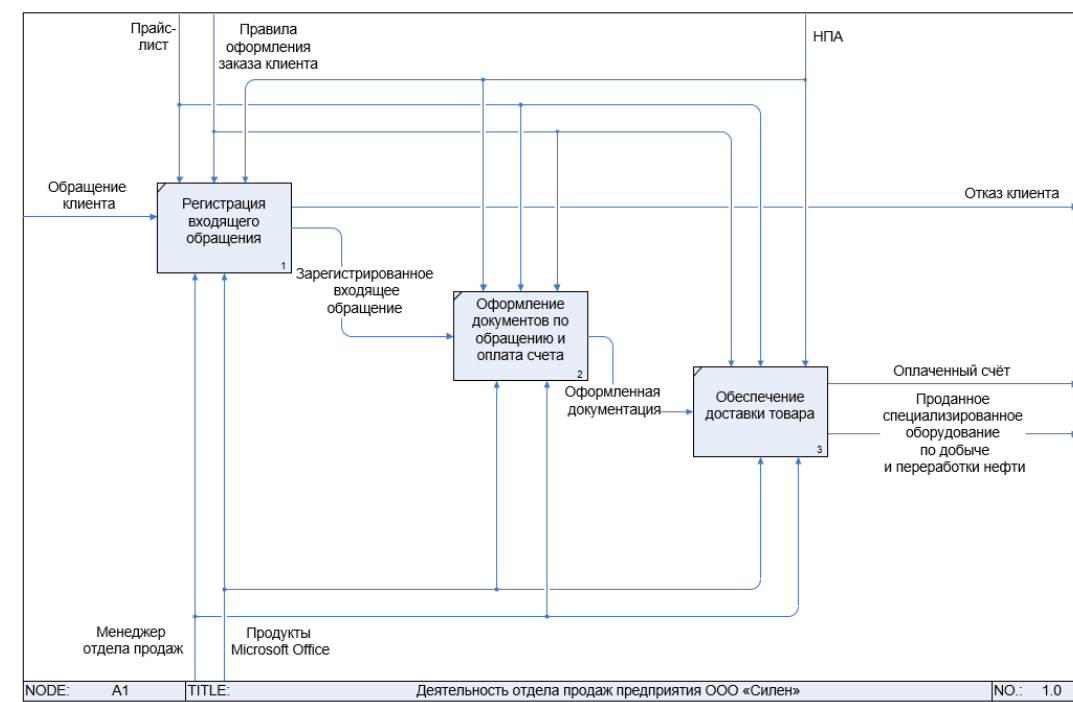 Прайс-
лист
Правила
оформления
заказа клиента
НПА
Обращение
клиента
Регистрация
входящего
обращения
1
Отказ клиента
Зарегистрированное
входящее
обращение
Оформление
документов по
обращению и
оплата счета
2
Оформленная
документация
Обеспечение
доставки товара
3
Оплаченный счёт
Проданное
специализированное
оборудование
по добыче
и переработки нефти
Менеджер
отдела продаж
Продукты
Microsoft Office
NODE: A1 TITLE: Деятельность отдела продаж предприятия ООО «Силен» NO.: 1.0